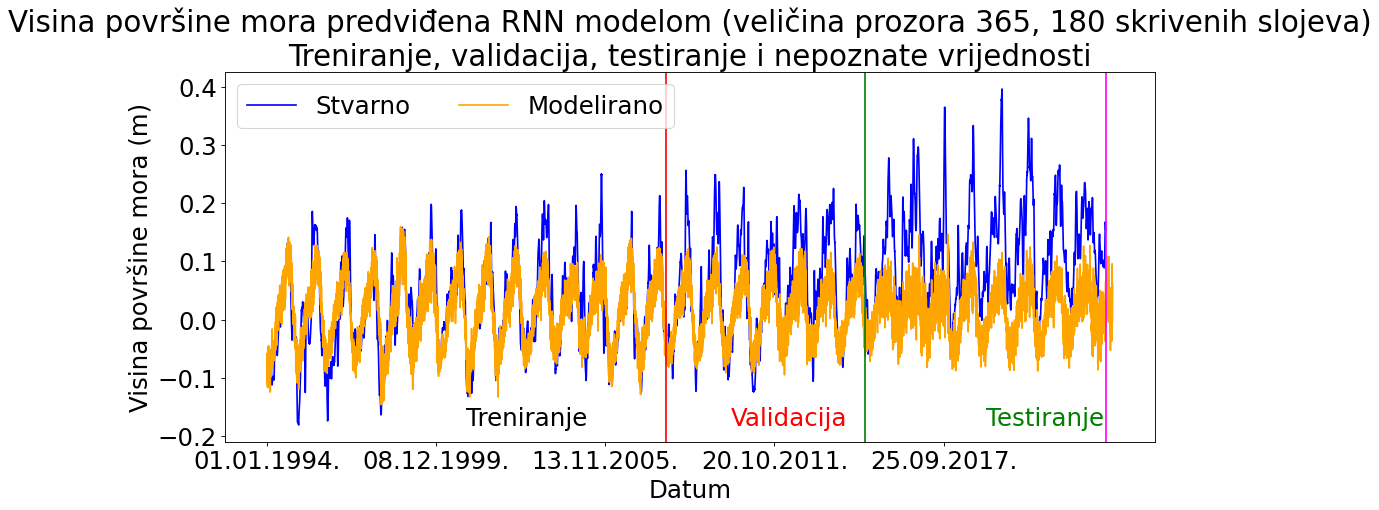 Visina površine mora predviđena RNN modelom (veličina prozora 365, 180 skrivenih slojeva)
Treniranje, validacija, testiranje i nepoznate vrijednosti
Stvarno Modelirano
Visina površine mora (m)
0.4
0.3
0.2
0.1
0.0
−0.1
−0.2
Treniranje Validacija Testiranje
01.01.1994. 08.12.1999. 13.11.2005. 20.10.2011. 25.09.2017.
Datum